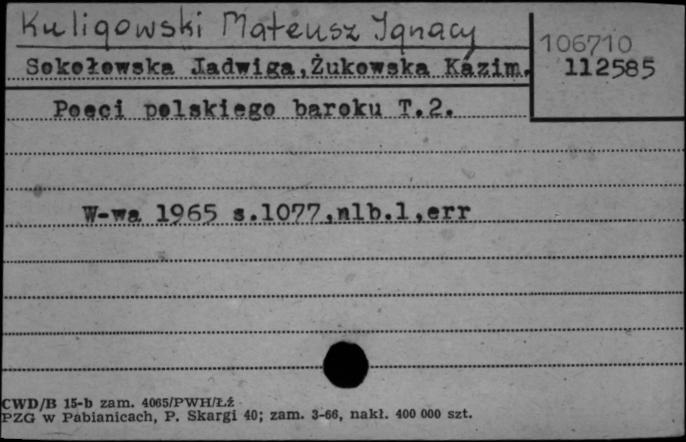 Kuligowski Mateusz Ignacy
106710
Sokołowska Jadwiga,Żukowska Kazim.
112585
Poeci polskiego baroku T.2.
W-wa 1965 s.1077,nlb.1,err
CWD/B 15-b zam. 4065/PWH/Łż
PZG w Pabianicach, P. Skargi 40; zam. 3-66, nakł. 400 000 szt.